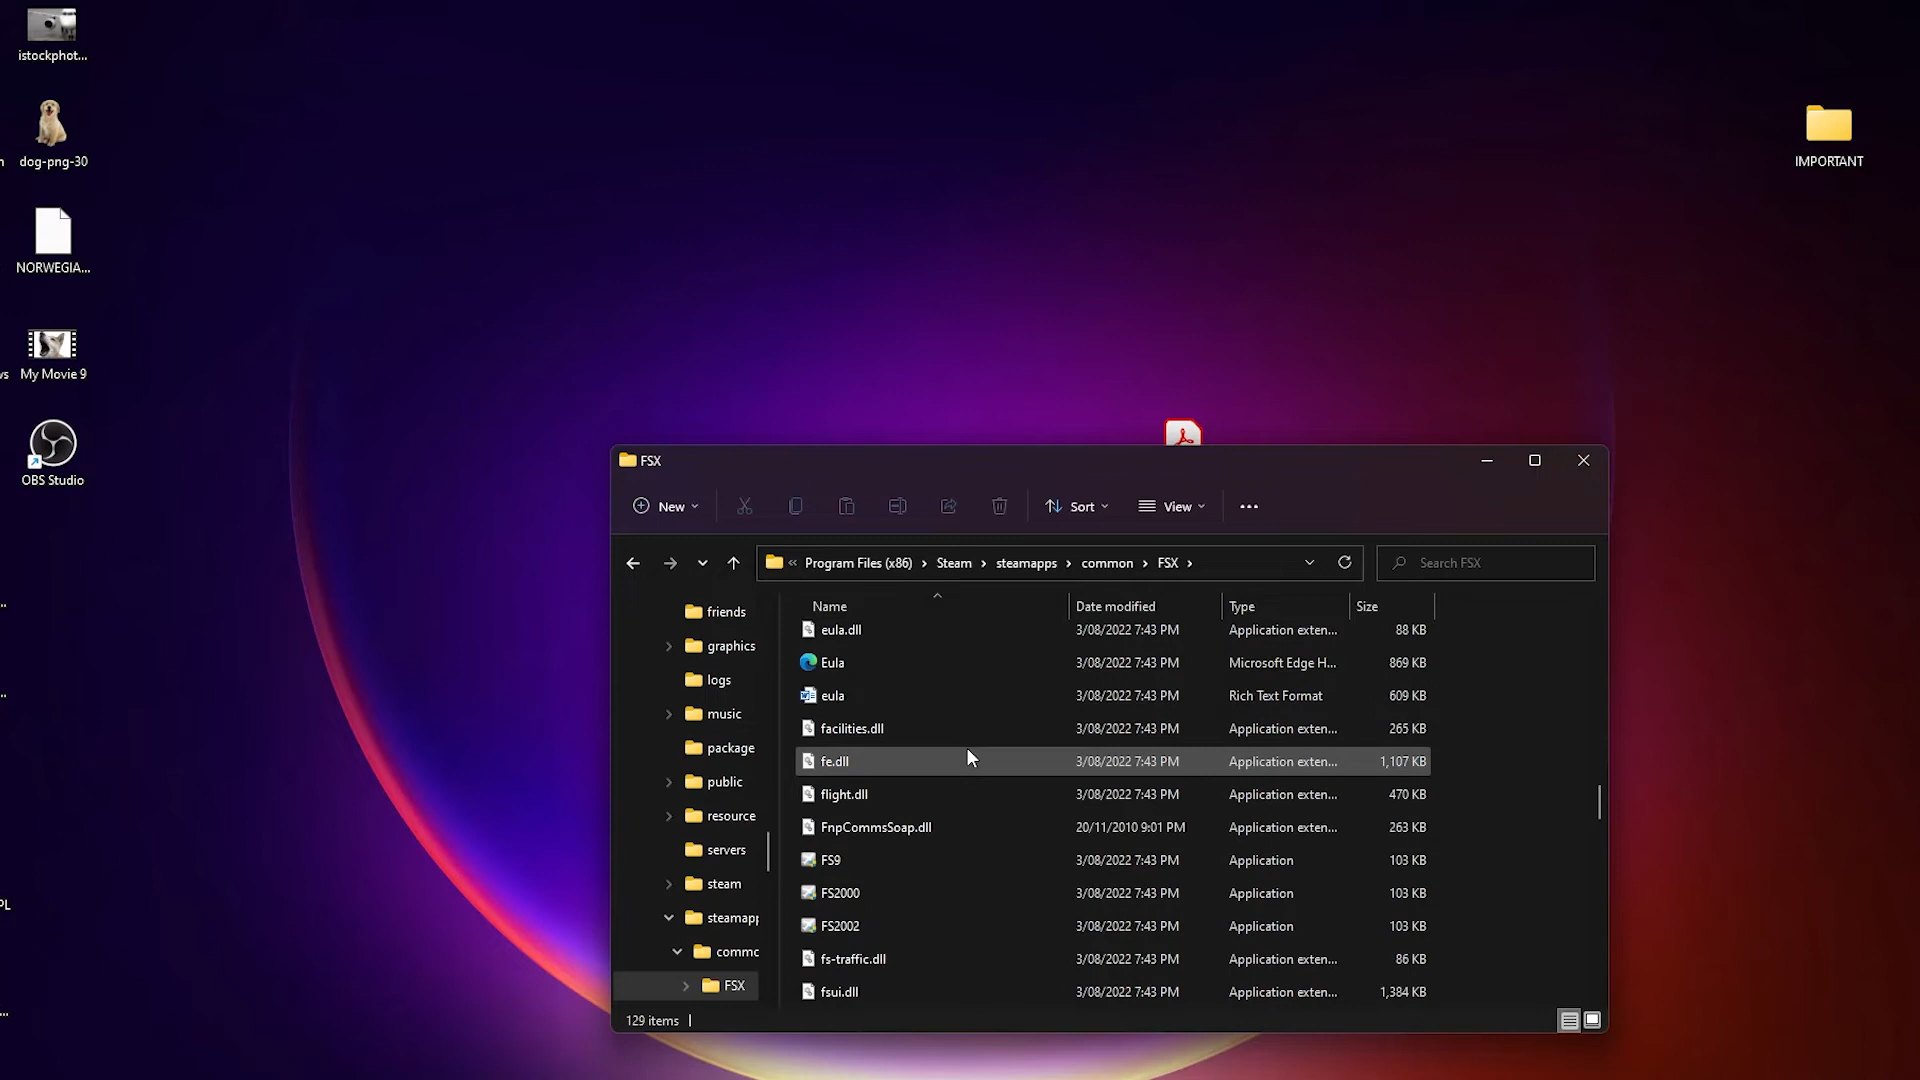 istockphot...
dog-png-30
NORWEGIA...
My Movie 9
OBS Studio
IMPORTANT
FSX
New
Sort
View
« Program Files (x86) › Steam › steamapps › common › FSX ›
Search FSX
friends
graphics
logs
music
package
public
resource
servers
steam
steamapp
commc
FSX
Name Date modified Type Size
eula.dll 3/08/2022 7:43 PM Application exten... 88 KB
Eula 3/08/2022 7:43 PM Microsoft Edge H... 869 KB
eula 3/08/2022 7:43 PM Rich Text Format 609 KB
facilities.dll 3/08/2022 7:43 PM Application exten... 265 KB
fe.dll 3/08/2022 7:43 PM Application exten... 1,107 KB
flight.dll 3/08/2022 7:43 PM Application exten... 470 KB
FnpCommsSoap.dll 20/11/2010 9:01 PM Application exten... 263 KB
FS9 3/08/2022 7:43 PM Application 103 KB
FS2000 3/08/2022 7:43 PM Application 103 KB
FS2002 3/08/2022 7:43 PM Application 103 KB
fs-traffic.dll 3/08/2022 7:43 PM Application exten... 86 KB
fsui.dll 3/08/2022 7:43 PM Application exten... 1,384 KB
129 items